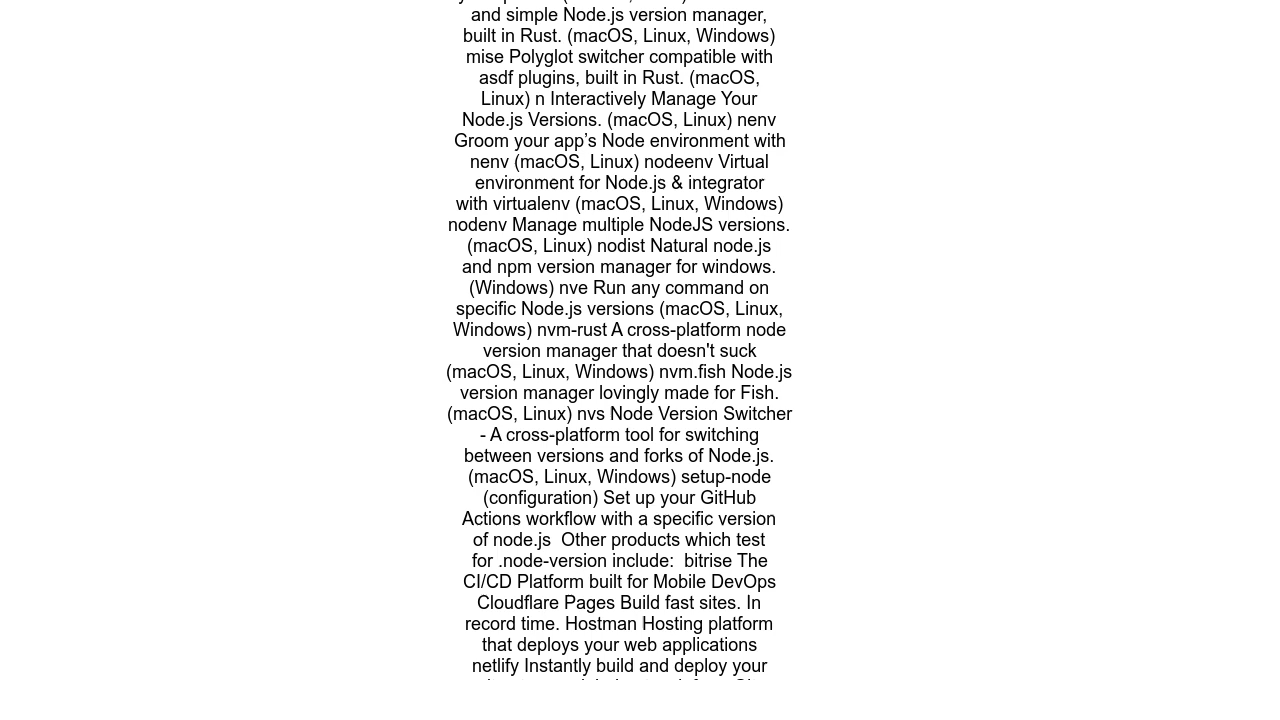 and simple Node.js version manager,
built in Rust. (macOS, Linux, Windows)
mise Polyglot switcher compatible with
asdf plugins, built in Rust. (macOS,
Linux) n Interactively Manage Your
Node.js Versions. (macOS, Linux) nenv
Groom your app’s Node environment with
nenv (macOS, Linux) nodeenv Virtual
environment for Node.js & integrator
with virtualenv (macOS, Linux, Windows)
nodenv Manage multiple NodeJS versions.
(macOS, Linux) nodist Natural node.js
and npm version manager for windows.
(Windows) nve Run any command on
specific Node.js versions (macOS, Linux,
Windows) nvm-rust A cross-platform node
version manager that doesn't suck
(macOS, Linux, Windows) nvm.fish Node.js
version manager lovingly made for Fish.
(macOS, Linux) nvs Node Version Switcher
- A cross-platform tool for switching
between versions and forks of Node.js.
(macOS, Linux, Windows) setup-node
(configuration) Set up your GitHub
Actions workflow with a specific version
of node.js  Other products which test
for .node-version include:  bitrise The
CI/CD Platform built for Mobile DevOps
Cloudflare Pages Build fast sites. In
record time. Hostman Hosting platform
that deploys your web applications
netlify Instantly build and deploy your